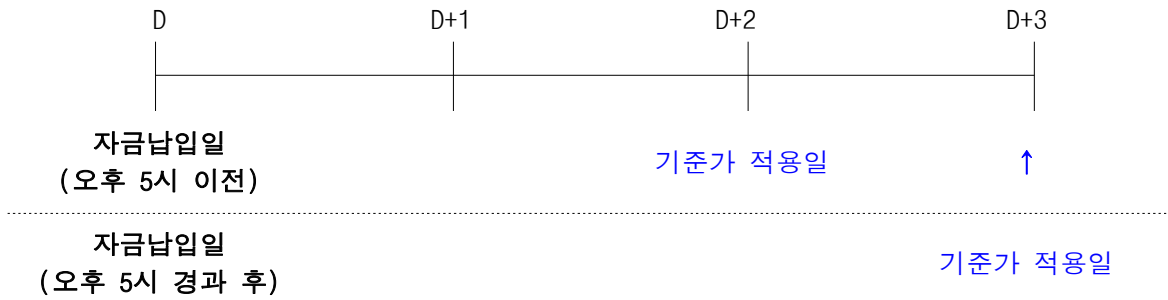 D D+1 D+2 D+3
자금납입일
(오후 5시 이전)
기준가 적용일 ↑
자금납입일
(오후 5시 경과 후)
기준가 적용일